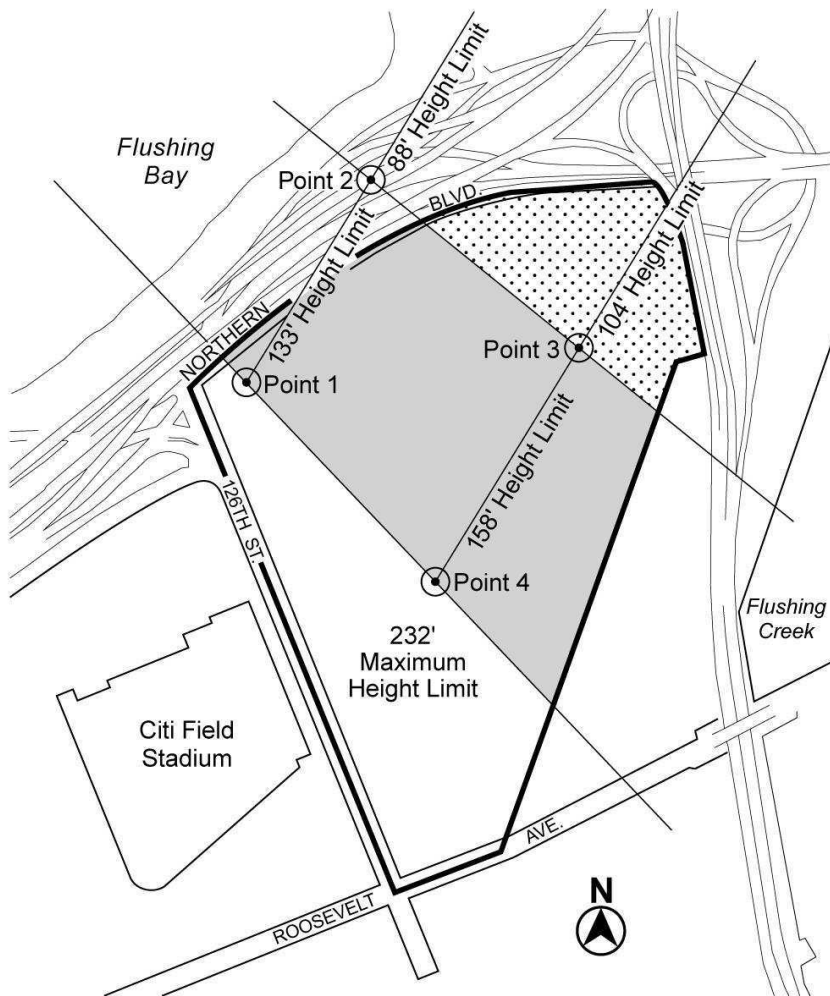 88' Height Limit
Flushing
Bay
Point 2
BLVD.
NORTHERN
133' Height Limit
104' Height Limit
Point 3
Point 1
158' Height Limit
126TH ST.
Point 4
232'
Maximum
Height Limit
Flushing
Creek
Citi Field
Stadium
AVE.
ROOSEVELT
N